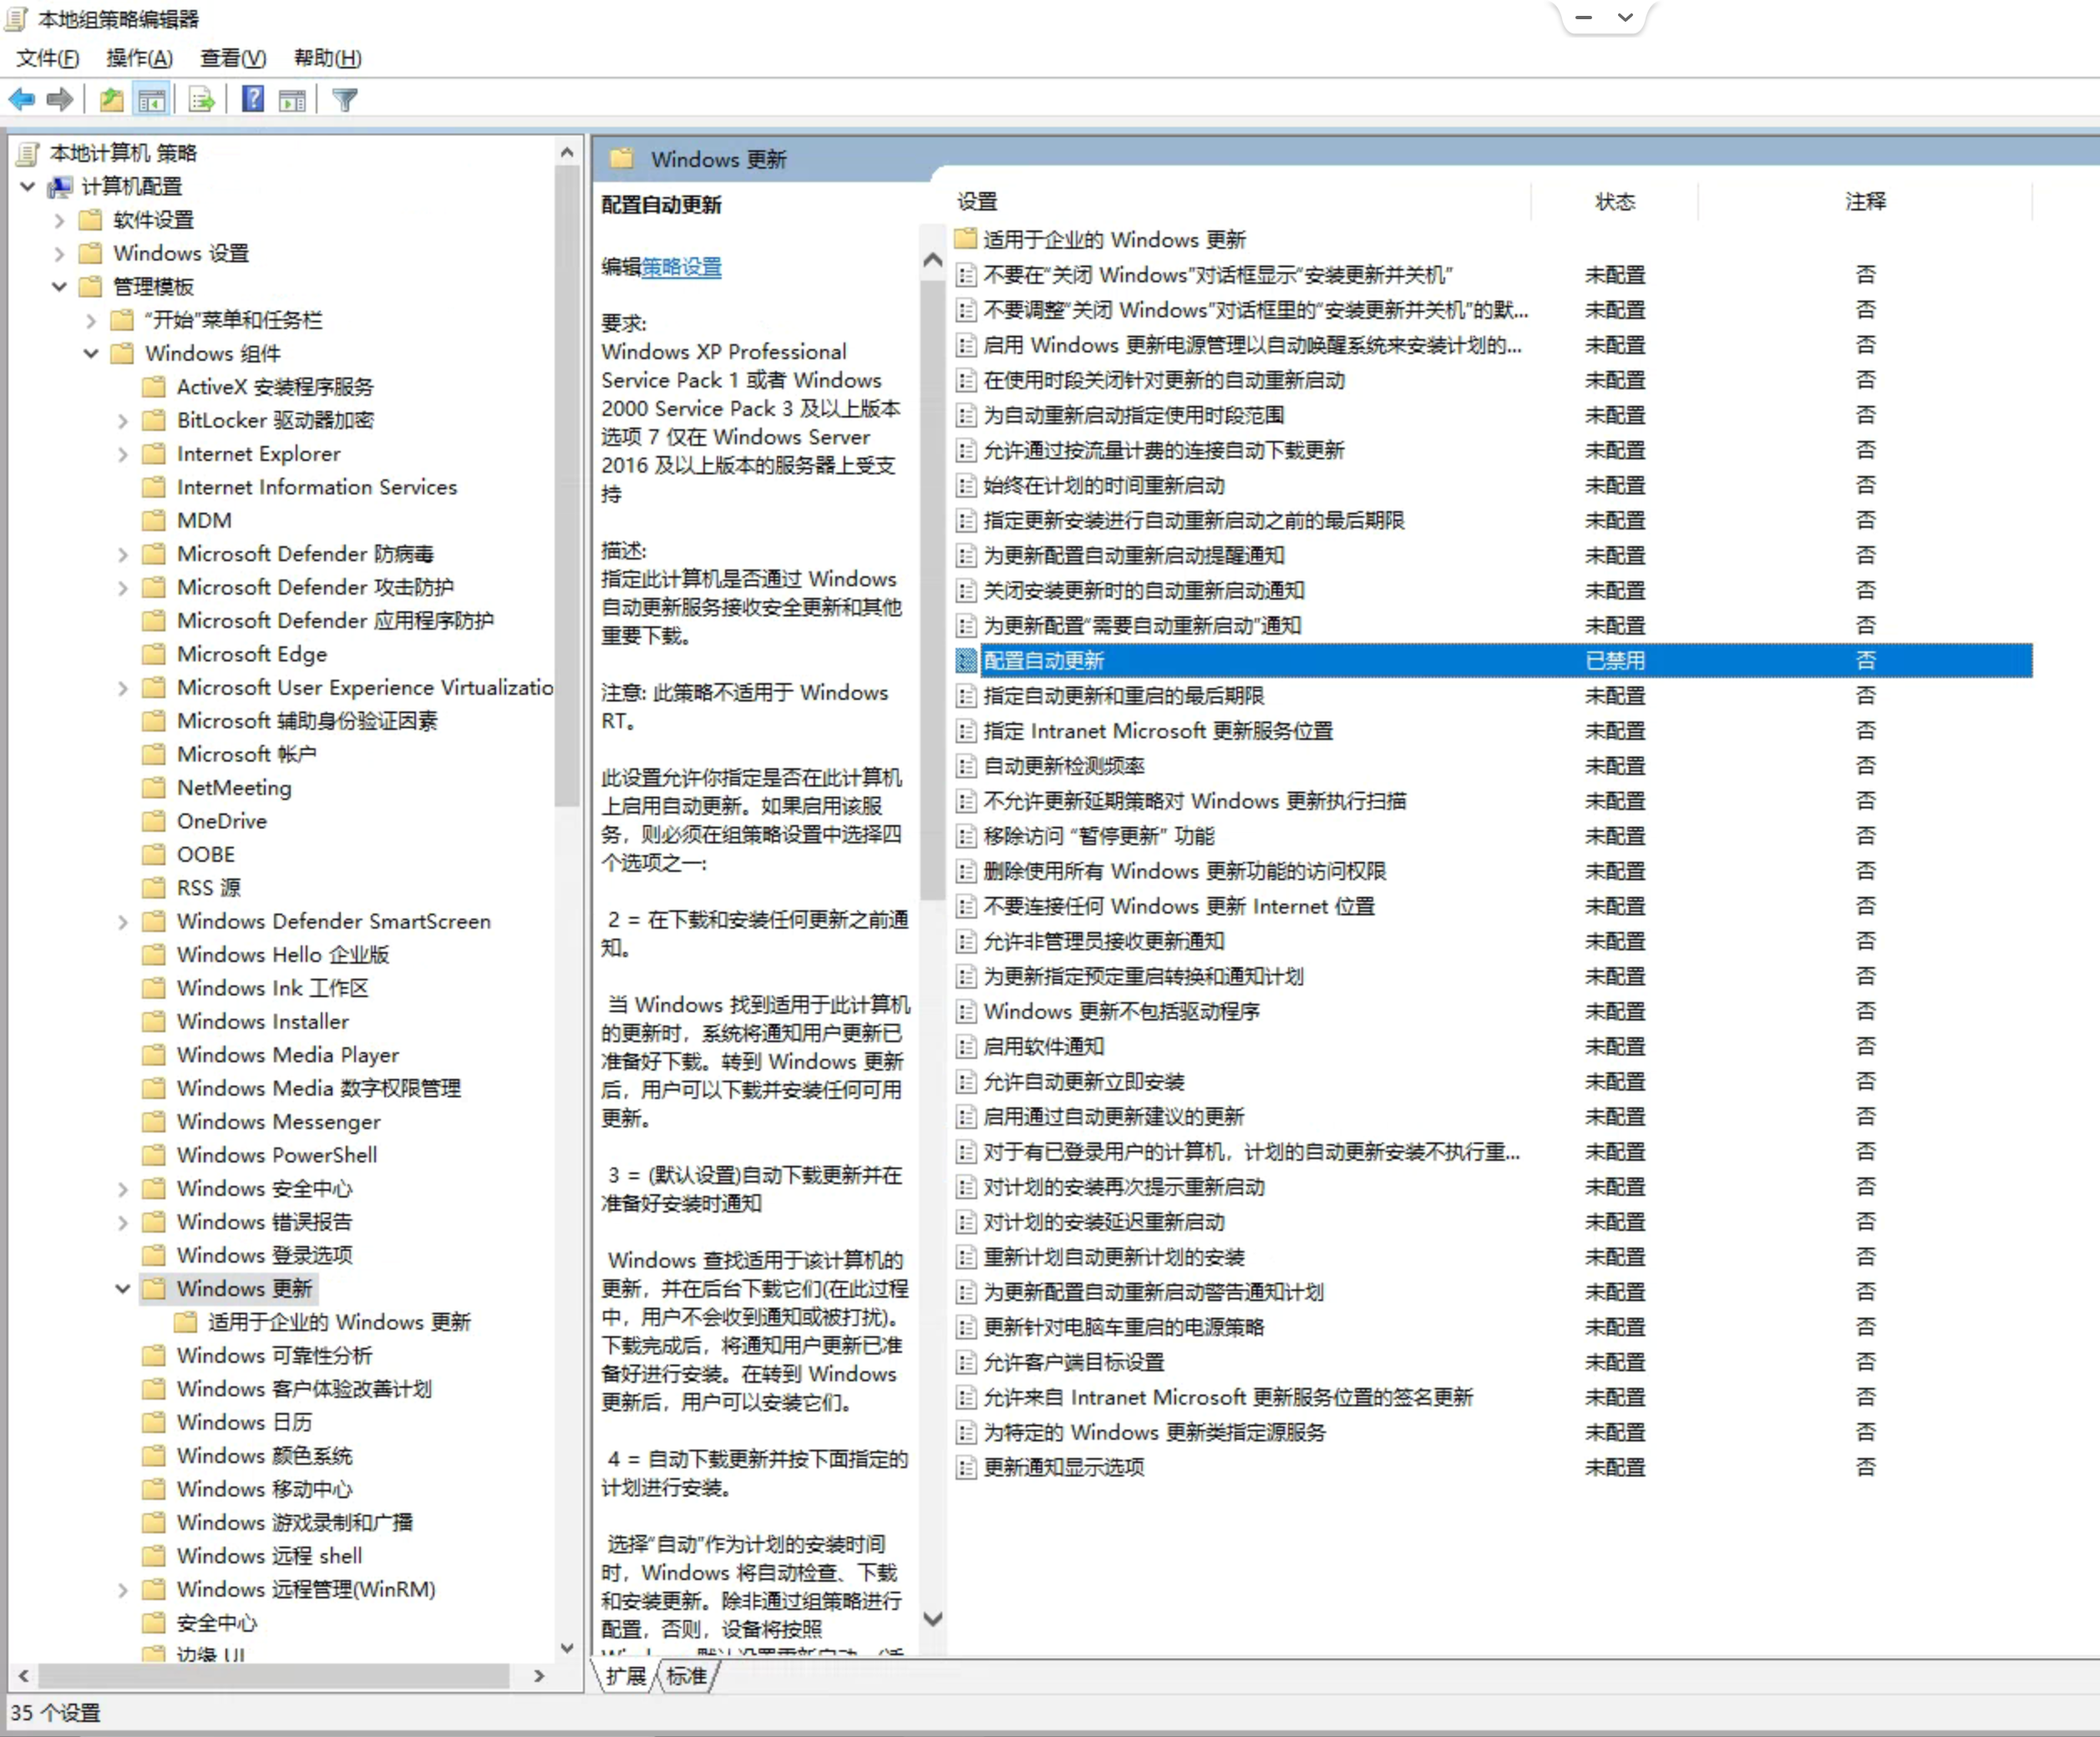 本地组策略编辑器
文件(F) 操作(A) 查看(V) 帮助(H)
本地计算机 策略
计算机配置
软件设置
Windows 设置
管理模板
“开始”菜单和任务栏
Windows 组件
ActiveX 安装程序服务
BitLocker 驱动器加密
Internet Explorer
Internet Information Services
MDM
Microsoft Defender 防病毒
Microsoft Defender 攻击防护
Microsoft Defender 应用程序防护
Microsoft Edge
Microsoft User Experience Virtualizatio
Microsoft 辅助身份验证因素
Microsoft 帐户
NetMeeting
OneDrive
OOBE
RSS 源
Windows Defender SmartScreen
Windows Hello 企业版
Windows Ink 工作区
Windows Installer
Windows Media Player
Windows Media 数字权限管理
Windows Messenger
Windows PowerShell
Windows 安全中心
Windows 错误报告
Windows 登录选项
Windows 更新
适用于企业的 Windows 更新
Windows 可靠性分析
Windows 客户体验改善计划
Windows 日历
Windows 颜色系统
Windows 移动中心
Windows 游戏录制和广播
Windows 远程 shell
Windows 远程管理(WinRM)
安全中心
边缘 UI
Windows 更新
配置自动更新
编辑策略设置
要求:
Windows XP Professional
Service Pack 1 或者 Windows
2000 Service Pack 3 及以上版本
选项 7 仅在 Windows Server
2016 及以上版本的服务器上受支
持
描述:
指定此计算机是否通过 Windows
自动更新服务接收安全更新和其他
重要下载。
注意: 此策略不适用于 Windows
RT。
此设置允许你指定是否在此计算机
上启用自动更新。如果启用该服
务，则必须在组策略设置中选择四
个选项之一:
2 = 在下载和安装任何更新之前通
知。
当 Windows 找到适用于此计算机
的更新时，系统将通知用户更新已
准备好下载。转到 Windows 更新
后，用户可以下载并安装任何可用
更新。
3 = (默认设置)自动下载更新并在
准备好安装时通知
Windows 查找适用于该计算机的
更新，并在后台下载它们(在此过程
中，用户不会收到通知或被打扰)。
下载完成后，将通知用户更新已准
备好进行安装。在转到 Windows
更新后，用户可以安装它们。
4 = 自动下载更新并按下面指定的
计划进行安装。
选择“自动”作为计划的安装时间
时，Windows 将自动检查、下载
和安装更新。除非通过组策略进行
配置，否则，设备将按照
设置 状态 注释
适用于企业的 Windows 更新
不要在“关闭 Windows”对话框显示“安装更新并关机” 未配置 否
不要调整“关闭 Windows”对话框里的“安装更新并关机”的默... 未配置 否
启用 Windows 更新电源管理以自动唤醒系统来安装计划的... 未配置 否
在使用时段关闭针对更新的自动重新启动 未配置 否
为自动重新启动指定使用时段范围 未配置 否
允许通过按流量计费的连接自动下载更新 未配置 否
始终在计划的时间重新启动 未配置 否
指定更新安装进行自动重新启动之前的最后期限 未配置 否
为更新配置自动重新启动提醒通知 未配置 否
关闭安装更新时的自动重新启动通知 未配置 否
为更新配置“需要自动重新启动”通知 未配置 否
配置自动更新 已禁用 否
指定自动更新和重启的最后期限 未配置 否
指定 Intranet Microsoft 更新服务位置 未配置 否
自动更新检测频率 未配置 否
不允许更新延期策略对 Windows 更新执行扫描 未配置 否
移除访问 “暂停更新” 功能 未配置 否
删除使用所有 Windows 更新功能的访问权限 未配置 否
不要连接任何 Windows 更新 Internet 位置 未配置 否
允许非管理员接收更新通知 未配置 否
为更新指定预定重启转换和通知计划 未配置 否
Windows 更新不包括驱动程序 未配置 否
启用软件通知 未配置 否
允许自动更新立即安装 未配置 否
启用通过自动更新建议的更新 未配置 否
对于有已登录用户的计算机，计划的自动更新安装不执行重... 未配置 否
对计划的安装再次提示重新启动 未配置 否
对计划的安装延迟重新启动 未配置 否
重新计划自动更新计划的安装 未配置 否
为更新配置自动重新启动警告通知计划 未配置 否
更新针对电脑车重启的电源策略 未配置 否
允许客户端目标设置 未配置 否
允许来自 Intranet Microsoft 更新服务位置的签名更新 未配置 否
为特定的 Windows 更新类指定源服务 未配置 否
更新通知显示选项 未配置 否
扩展 标准
35 个设置